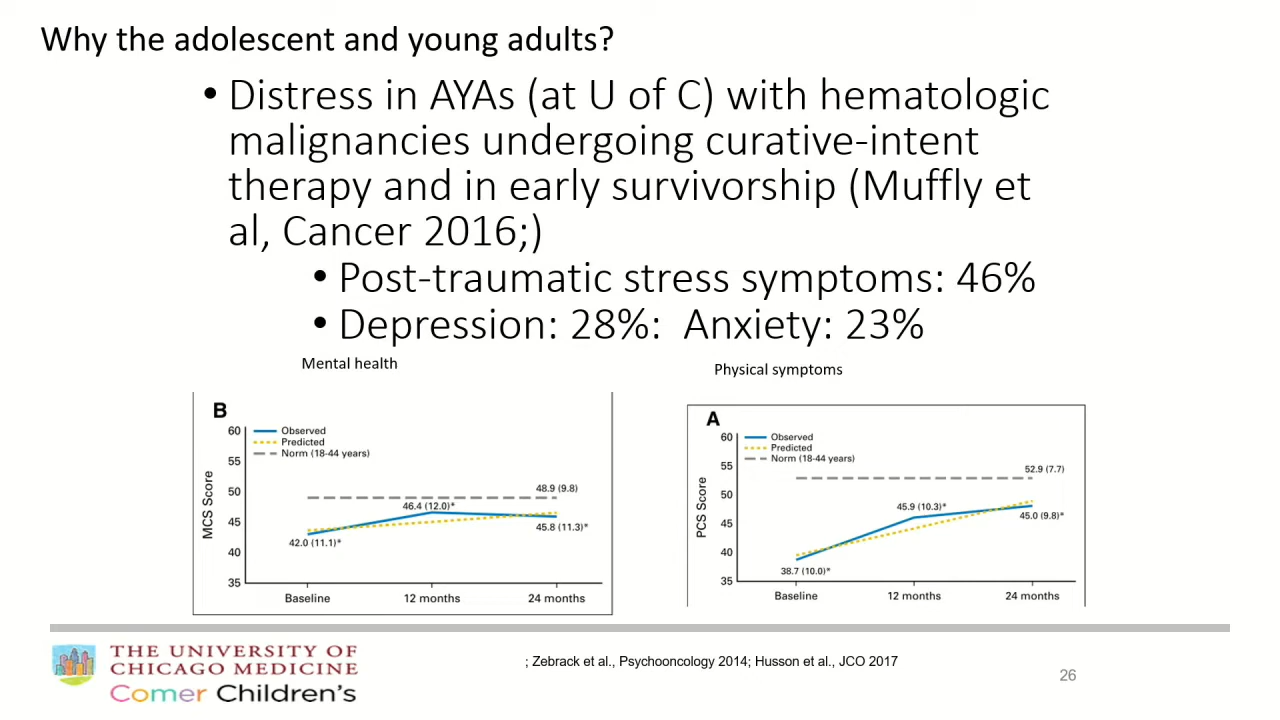 Why the adolescent and young adults?
• Distress in AYAs (at U of C) with hematologic
malignancies undergoing curative-intent
therapy and in early survivorship (Muffly et
al, Cancer 2016;)
• Post-traumatic stress symptoms: 46%
• Depression: 28%: Anxiety: 23%
Mental health
B
60
55
50
45
40
35
MCS Score
Observed
Predicted
Norm (18-44 years)
48.9 (9.8)
46.4 (12.0)*
45.8 (11.3)*
42.0 (11.1)*
Baseline
12 months
24 months
Physical symptoms
A
60
55
50
45
40
35
PCS Score
Observed
Predicted
Norm (18-44 years)
52.9 (7.7)
45.9 (10.3)*
45.0 (9.8)*
38.7 (10.0)*
Baseline
12 months
24 months
THE UNIVERSITY OF
CHICAGO MEDICINE
Comer Children's
; Zebrack et al., Psychooncology 2014; Husson et al., JCO 2017
26